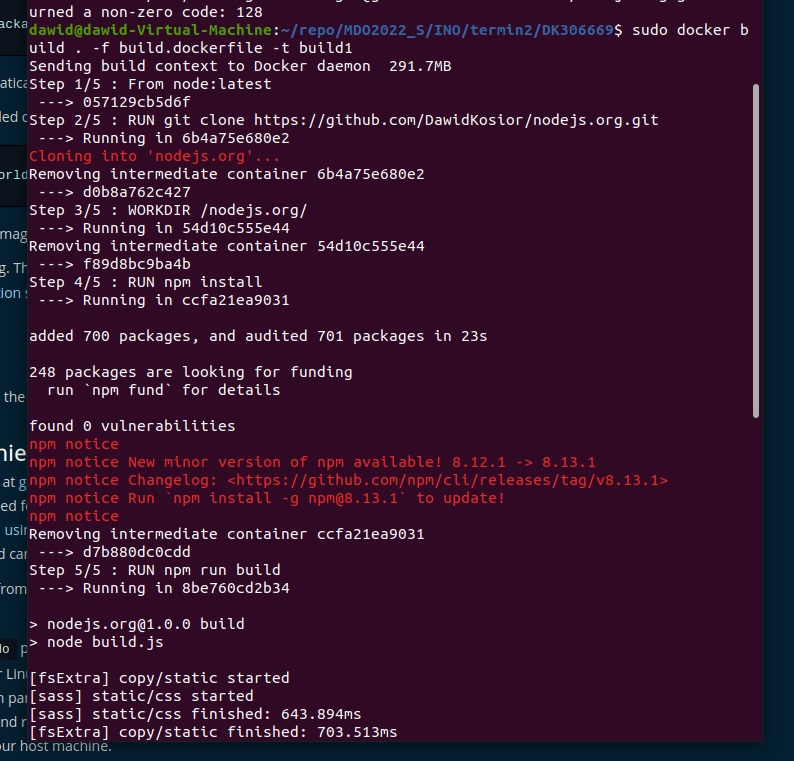 urned a non-zero code: 128
dawid@dawid-Virtual-Machine:~/repo/MDO2022_S/INO/termin2/DK306669$ sudo docker b
uild . -f build.dockerfile -t build1
Sending build context to Docker daemon  291.7MB
Step 1/5 : From node:latest
 ---> 057129cb5d6f
Step 2/5 : RUN git clone https://github.com/DawidKosior/nodejs.org.git
 ---> Running in 6b4a75e680e2
Cloning into 'nodejs.org'...
Removing intermediate container 6b4a75e680e2
 ---> d0b8a762c427
Step 3/5 : WORKDIR /nodejs.org/
 ---> Running in 54d10c555e44
Removing intermediate container 54d10c555e44
 ---> f89d8bc9ba4b
Step 4/5 : RUN npm install
 ---> Running in ccfa21ea9031
added 700 packages, and audited 701 packages in 23s
248 packages are looking for funding
  run `npm fund` for details
found 0 vulnerabilities
npm notice
npm notice New minor version of npm available! 8.12.1 -> 8.13.1
npm notice Changelog: <https://github.com/npm/cli/releases/tag/v8.13.1>
npm notice Run `npm install -g npm@8.13.1` to update!
npm notice
Removing intermediate container ccfa21ea9031
 ---> d7b880dc0cdd
Step 5/5 : RUN npm run build
 ---> Running in 8be760cd2b34
> nodejs.org@1.0.0 build
> node build.js
[fsExtra] copy/static started
[sass] static/css started
[sass] static/css finished: 643.894ms
[fsExtra] copy/static finished: 703.513ms
our host machine.